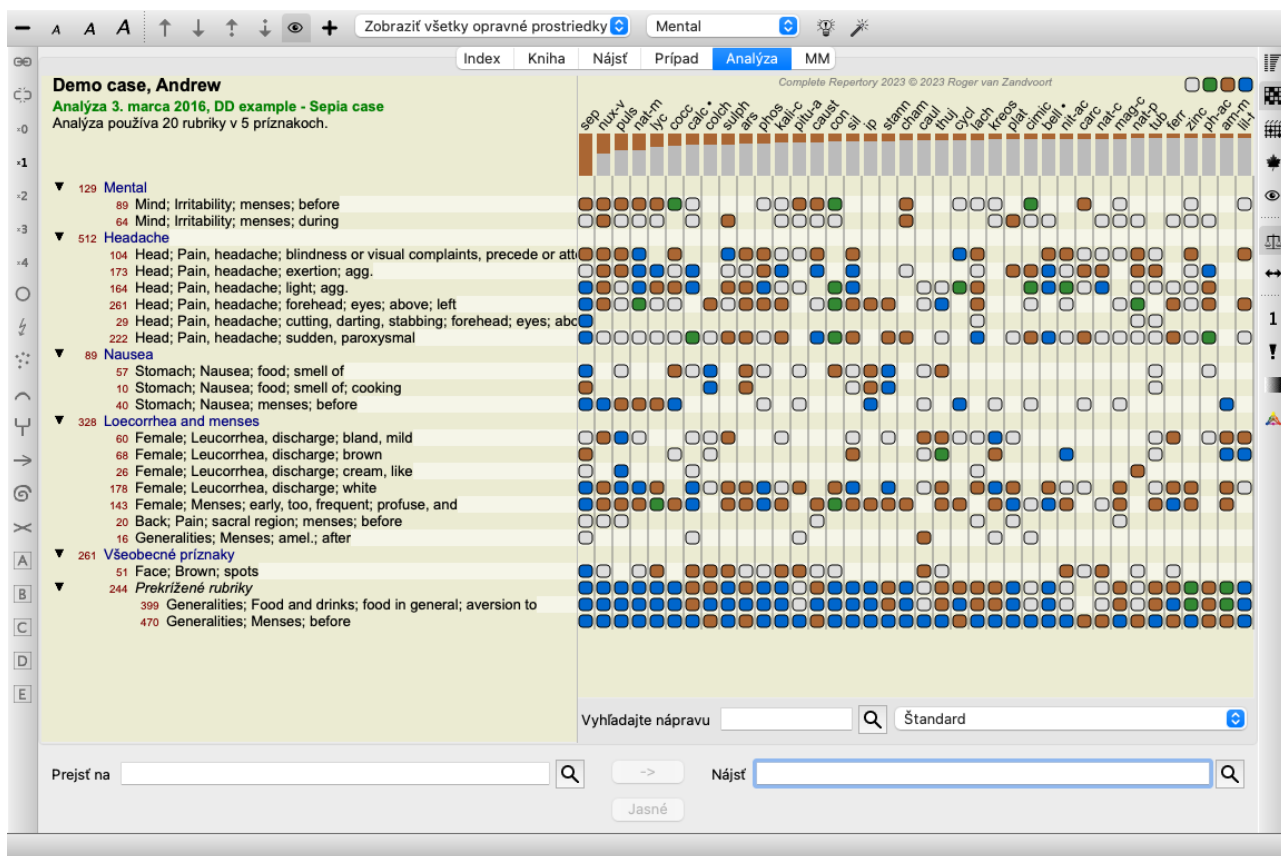 A A A Zobraziť všetky opravné prostriedky Mental
Index Kniha Nájsť Prípad Analýza MM
Demo case, Andrew
Complete Repertory 2023 © 2023 Roger van Zandvoort
Analýza 3. marca 2016, DD example - Sepia case
Analýza používa 20 rubriky v 5 príznakoch.
sep nux-v puls nat-m lyc cocc calc • colch sulph ars phos kali-c pitu-a caust con sil ip stann cham caul thuj cycl lach kreos plat cimic bell • nit-ac carc nat-c mag-c nat-p tub ferr zinc ph-ac am-m lil-t
×0
×1
×2
×3
×4
1
129 Mental
89 Mind; Irritability; menses; before
64 Mind; Irritability; menses; during
512 Headache
104 Head; Pain, headache; blindness or visual complaints, precede or att
173 Head; Pain, headache; exertion; agg.
164 Head; Pain, headache; light; agg.
261 Head; Pain, headache; forehead; eyes; above; left
29 Head; Pain, headache; cutting, darting, stabbing; forehead; eyes; abo
222 Head; Pain, headache; sudden, paroxysmal
89 Nausea
57 Stomach; Nausea; food; smell of
10 Stomach; Nausea; food; smell of; cooking
40 Stomach; Nausea; menses; before
328 Loecorrhea and menses
60 Female; Leucorrhea, discharge; bland, mild
68 Female; Leucorrhea, discharge; brown
26 Female; Leucorrhea, discharge; cream, like
178 Female; Leucorrhea, discharge; white
143 Female; Menses; early, too, frequent; profuse, and
20 Back; Pain; sacral region; menses; before
16 Generalities; Menses; amel.; after
261 Všeobecné príznaky
51 Face; Brown; spots
244 Prekrížené rubriky
399 Generalities; Food and drinks; food in general; aversion to
470 Generalities; Menses; before
A
B
C
D
E
Vyhľadajte nápravu Štandard
Prejsť na -> Nájsť
Jasné